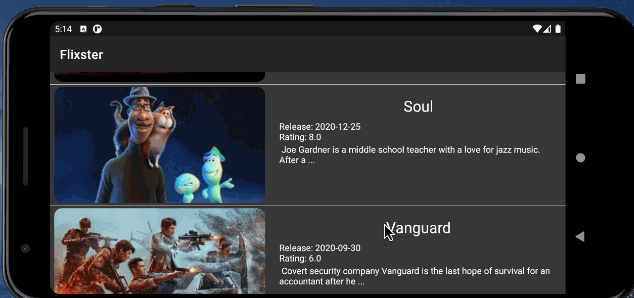 5:14
Flixster
Soul
Release: 2020-12-25
Rating: 8.0
Joe Gardner is a middle school teacher with a love for jazz music.
After a ...
Vanguard
Release: 2020-09-30
Rating: 6.0
Covert security company Vanguard is the last hope of survival for an
accountant after he ...